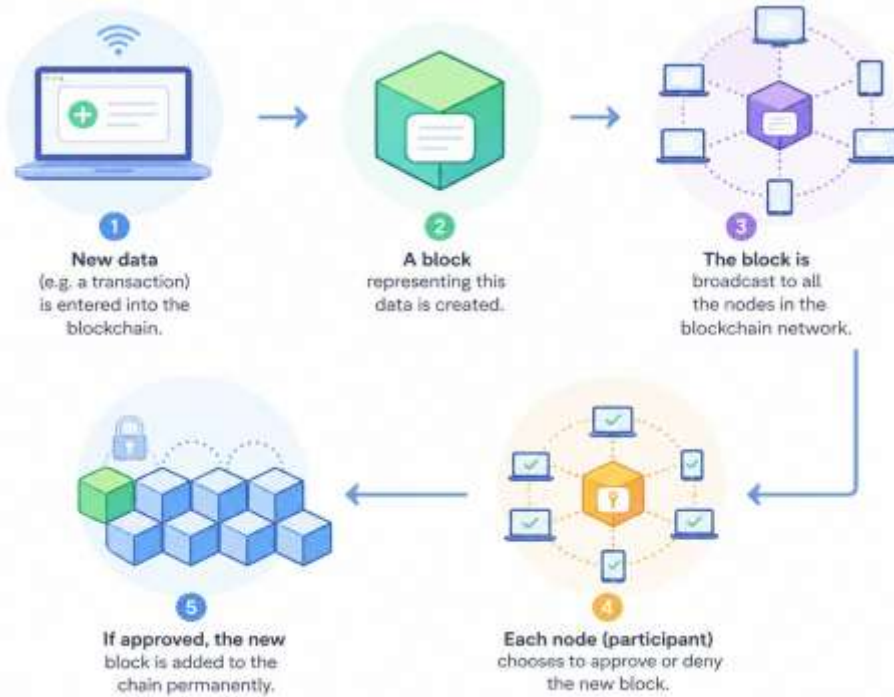 1
New data
(e.g. a transaction)
is entered into the
blockchain.
2
A block
representing this
data is created.
3
The block is
broadcast to all
the nodes in the
blockchain network.
4
Each node (participant)
chooses to approve or deny
the new block.
5
If approved, the new
block is added to the
chain permanently.